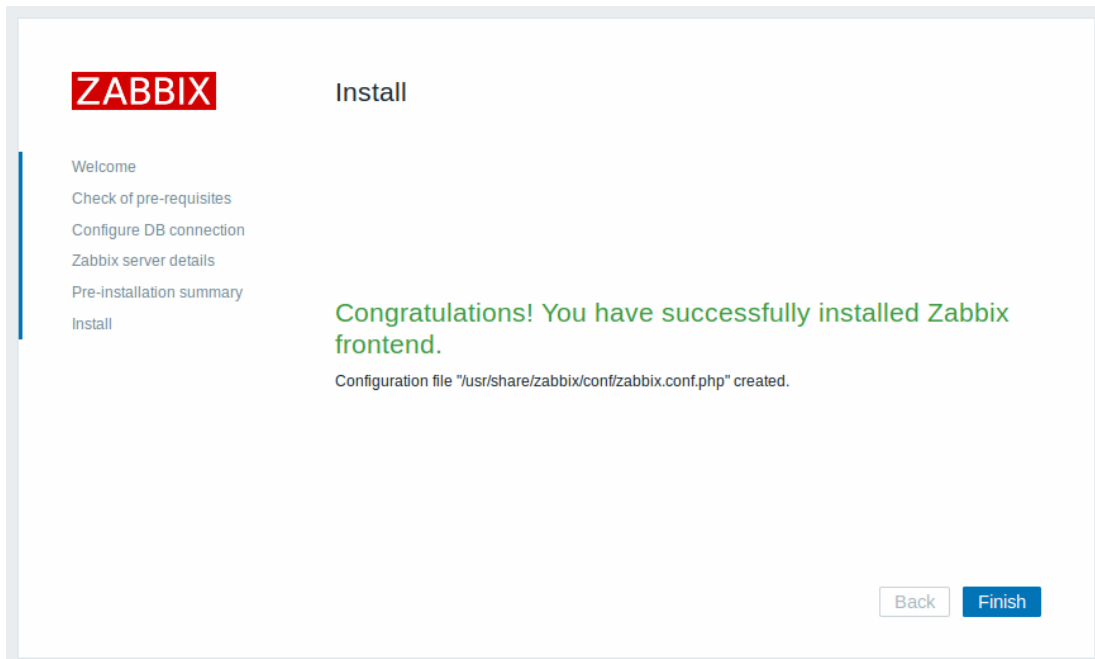 ZABBIX
Install
Welcome
Check of pre-requisites
Configure DB connection
Zabbix server details
Pre-installation summary
Install
Congratulations! You have successfully installed Zabbix
frontend.
Configuration file "/usr/share/zabbix/conf/zabbix.conf.php" created.
Back
Finish